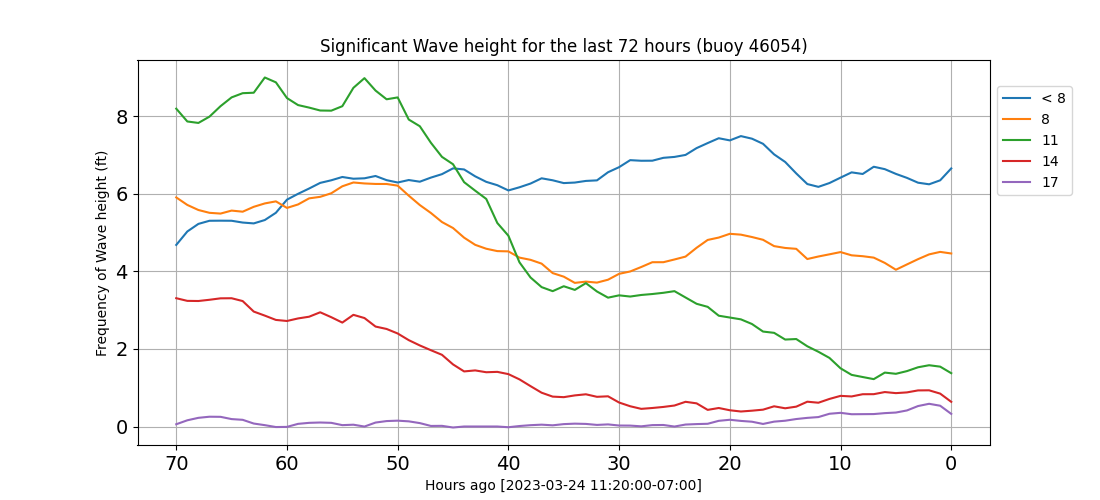 Significant Wave height for the last 72 hours (buoy 46054)
Frequency of Wave height (ft)
8
6
4
2
0
70 60 50 40 30 20 10 0
Hours ago [2023-03-24 11:20:00-07:00]
< 8
8
11
14
17